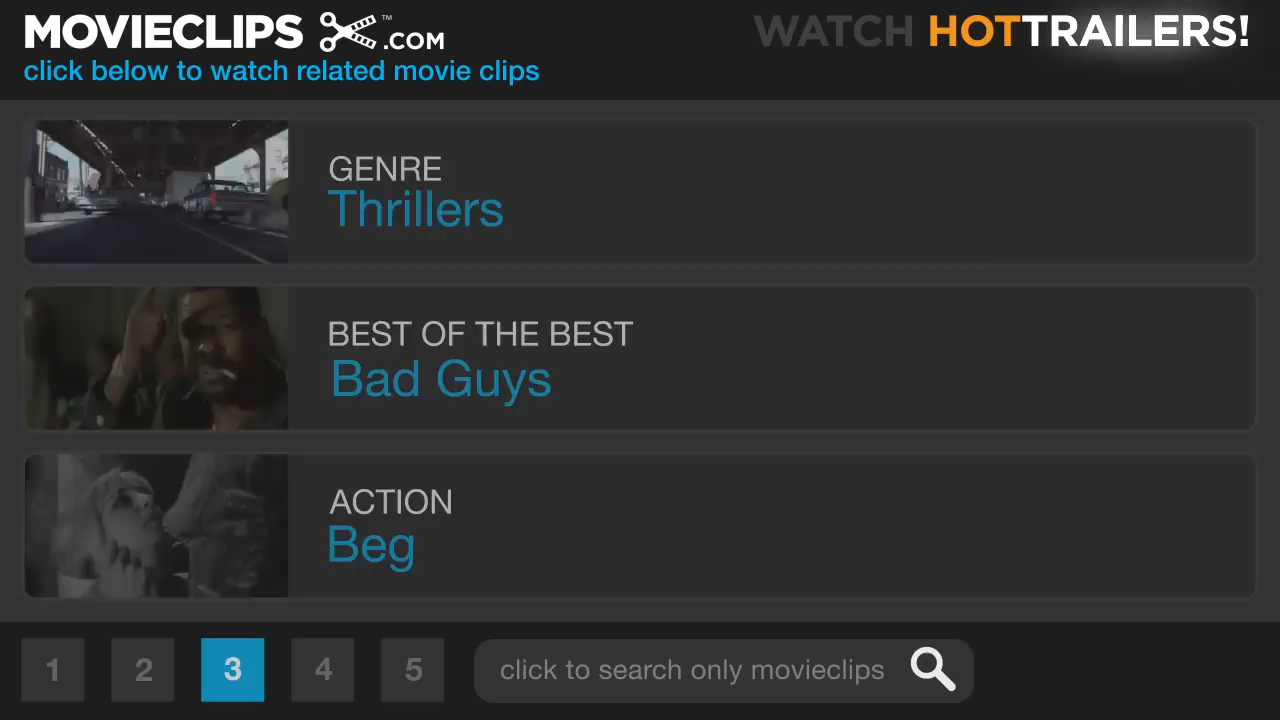 MOVIECLIPS ™ .COM
WATCH HOTTRAILERS!
click below to watch related movie clips
GENRE
Thrillers
BEST OF THE BEST
Bad Guys
ACTION
Beg
1 2 3 4 5
click to search only movieclips